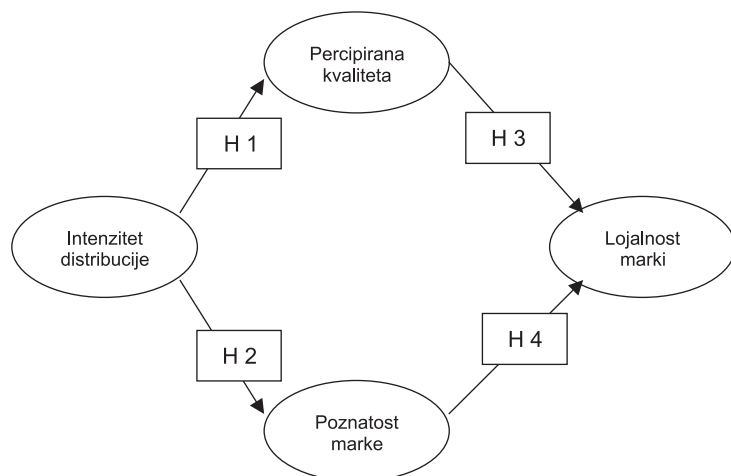 Percipirana
kvaliteta
H 1
H 3
Intenzitet
distribucije
Lojalnost
marki
H 2
H 4
Poznatost
marke